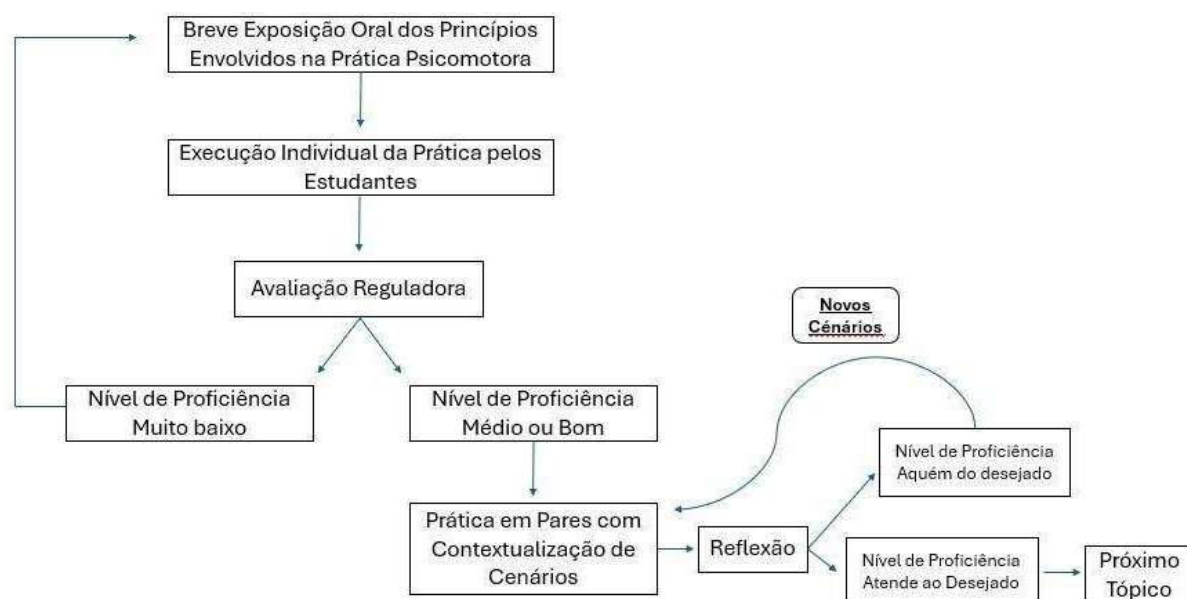 Breve Exposição Oral dos Princípios
Envolvidos na Prática Psicomotora
Execução Individual da Prática pelos
Estudantes
Avaliação Reguladora
Novos
Cénários
Nível de Proficiência
Muito baixo
Nível de Proficiência
Médio ou Bom
Nível de Proficiência
Aquém do desejado
Prática em Pares com
Contextualização de
Cenários
Reflexão
Nível de Proficiência
Atende ao Desejado
Próximo
Tópico